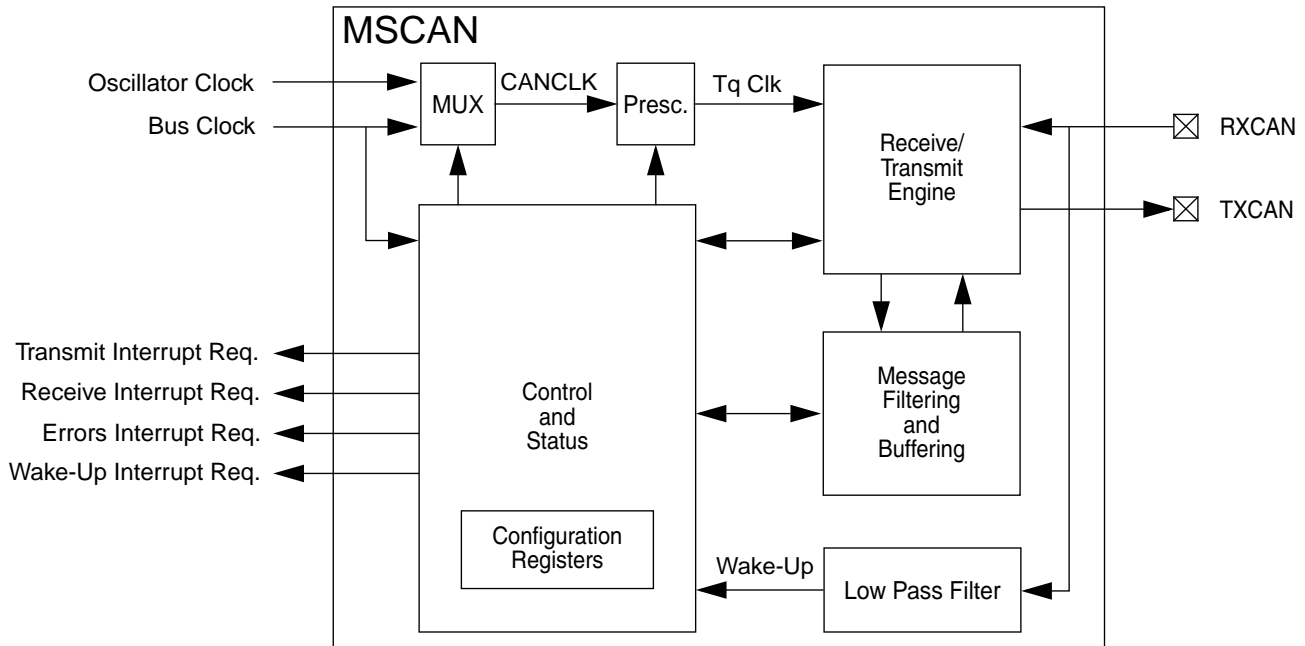 MSCAN
Oscillator Clock
Bus Clock
MUX
CANCLK
Presc.
Tq Clk
Receive/
Transmit
Engine
RXCAN
TXCAN
Transmit Interrupt Req.
Receive Interrupt Req.
Errors Interrupt Req.
Wake-Up Interrupt Req.
Control
and
Status
Message
Filtering
and
Buffering
Configuration
Registers
Wake-Up
Low Pass Filter